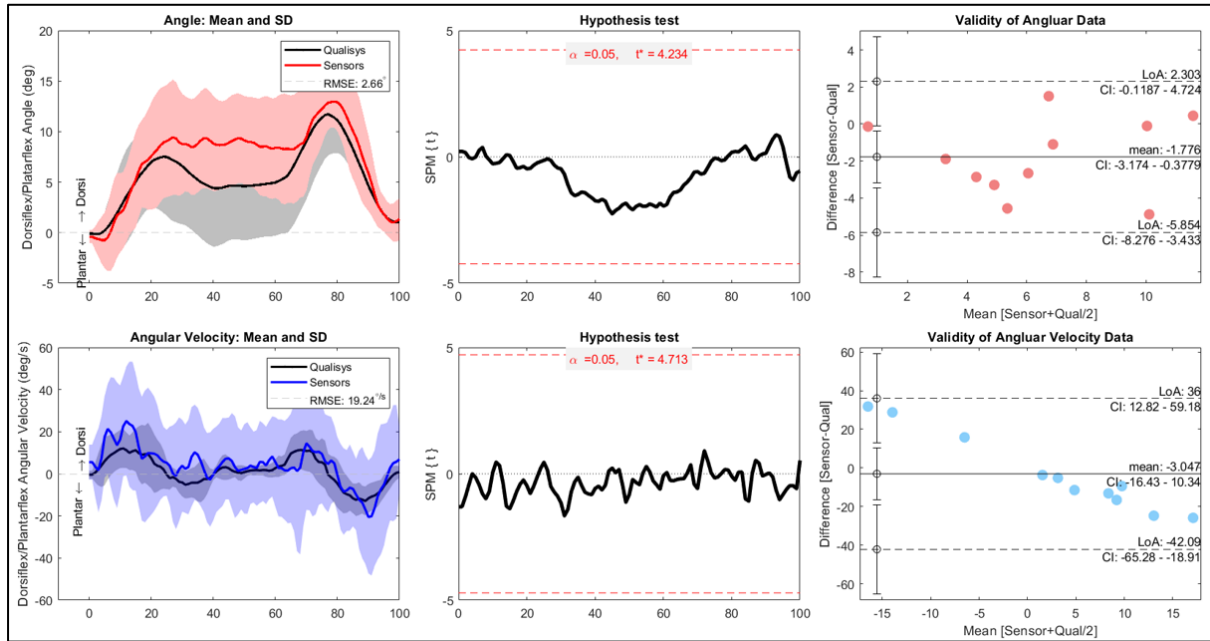 Angle: Mean and SD
20
15
10
5
0
-5
0
20
40
60
80
100
Dorsiflex/Platarflex Angle (deg)
Plantar ← → Dorsi
Qualisys
Sensors
RMSE: 2.66°
Hypothesis test
5
0
-5
0
20
40
60
80
100
SPM { t }
α =0.05, t* = 4.234
Validity of Angluar Data
4
2
0
-2
-4
-6
-8
2
4
6
8
10
Difference [Sensor-Qual]
Mean [Sensor+Qual/2]
LoA: 2.303
CI: -0.1187 - 4.724
mean: -1.776
CI: -3.174 - -0.3779
LoA: -5.854
CI: -8.276 - -3.433
Angular Velocity: Mean and SD
60
40
20
0
-20
-40
-60
0
20
40
60
80
100
Dorsiflex/Plantarflex Angular Velocity (deg/s)
Plantar ← → Dorsi
Qualisys
Sensors
RMSE: 19.24°/s
Hypothesis test
5
0
-5
0
20
40
60
80
100
SPM { t }
α =0.05, t* = 4.713
Validity of Angluar Velocity Data
60
40
20
0
-20
-40
-60
-15
-10
-5
0
5
10
15
Difference [Sensor-Qual]
Mean [Sensor+Qual/2]
LoA: 36
CI: 12.82 - 59.18
mean: -3.047
CI: -16.43 - 10.34
LoA: -42.09
CI: -65.28 - -18.91